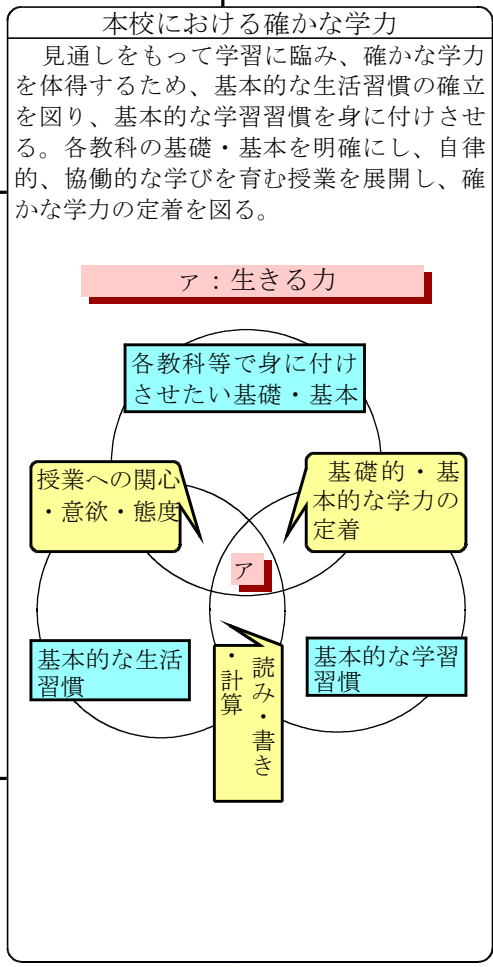 本校における確かな学力
見通しをもって学習に臨み、確かな学力
を体得するため、基本的な生活習慣の確立
を図り、基本的な学習習慣を身に付けさせ
る。各教科の基礎・基本を明確にし、自律
的、協働的な学びを育む授業を展開し、確
かな学力の定着を図る。
ァ：生きる力
各教科等で身に付け
させたい基礎・基本
授業への関心
・意欲・態度
基礎的・基
本的な学力の
定着
ァ
基本的な生活
習慣
読み・書き
・計算
基本的な学習
習慣